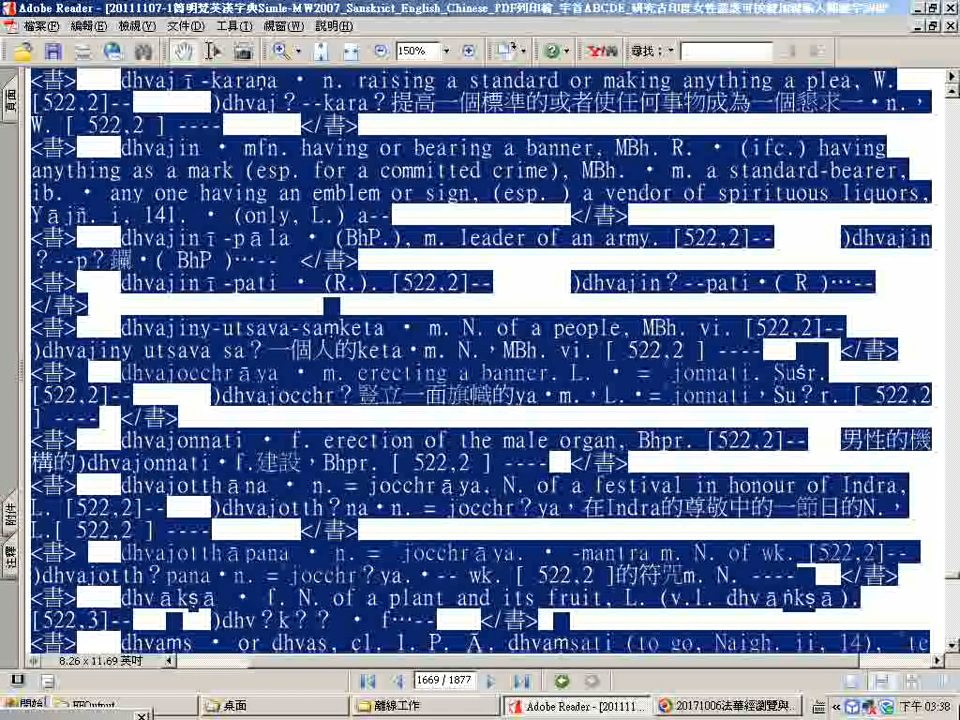 Adobe Reader - [20111107-1簡明梵英漢字典Simle-MW2007_Sanskrit_English_Chinese_PDF列印輸_字首ABCDE_研究古印度女性
檔案(F) 編輯(E) 檢視(V) 文件(D) 工具(T) 視窗(W) 說明(H)
150% 尋找：
<書> dhvajī-karaṇa • n. raising a standard or making anything a plea, W.
[522,2]-- )dhvaj？--kara？提高一個標準的或者使任何事物成為一個懇求一•n.，
W. [ 522,2 ] ---- </書>
<書> dhvajin • mfn. having or bearing a banner, MBh. R. • (ifc.) having
anything as a mark (esp. for a committed crime), MBh. • m. a standard-bearer,
ib. • any one having an emblem or sign, (esp. ) a vendor of spirituous liquors,
Yājñ. i, 141. • (only, L.) a-- </書>
<書> dhvajinī-pāla • (BhP.), m. leader of an army. [522,2]-- )dhvajin
？--p？鑭•( BhP )…-- </書>
<書> dhvajinī-pati • (R.). [522,2]-- )dhvajin？--pati•( R )…--
</書>
<書> dhvajiny-utsava-saṃketa • m. N. of a people, MBh. vi. [522,2]--
)dhvajiny utsava sa？一個人的keta•m. N.，MBh. vi. [ 522,2 ] ---- </書>
<書> dhvajocchrāya • m. erecting a banner. L. • = jonnati. Suśr.
[522,2]-- )dhvajocchr？豎立一面旗幟的ya•m.，L.•= jonnati，Su？r. [ 522,2
] ---- </書>
<書> dhvajonnati • f. erection of the male organ, Bhpr. [522,2]-- 男性的機
構的)dhvajonnati•f.建設，Bhpr. [ 522,2 ] ---- </書>
<書> dhvajotthāna • n. = jocchrāya, N. of a festival in honour of Indra,
L. [522,2]-- )dhvajotth？na•n. = jocchr？ya，在Indra的尊敬中的一節日的N.，
L.[ 522,2 ] ---- </書>
<書> dhvajotthāpana • n. = jocchrāya. • -mantra m. N. of wk. [522,2]--
)dhvajotth？pana•n. = jocchr？ya.•-- wk. [ 522,2 ]的符咒m. N. ---- </書>
<書> dhvākṣā • f. N. of a plant and its fruit, L. (v.l. dhvāṅkṣā).
[522,3]-- )dhv？k？？ • f…-- </書>
<書> dhvaṃs • or dhvas, cl. 1. P. Ā. dhvaṃsati (to go, Naigh. ii, 14), te
頁面
附件
注釋
8.26 x 11.69 英吋
1669 / 1877
開始 FFOutput 桌面 離線工作 Adobe Reader - [201111... 20171006法華經瀏覽與... 下午 03:38